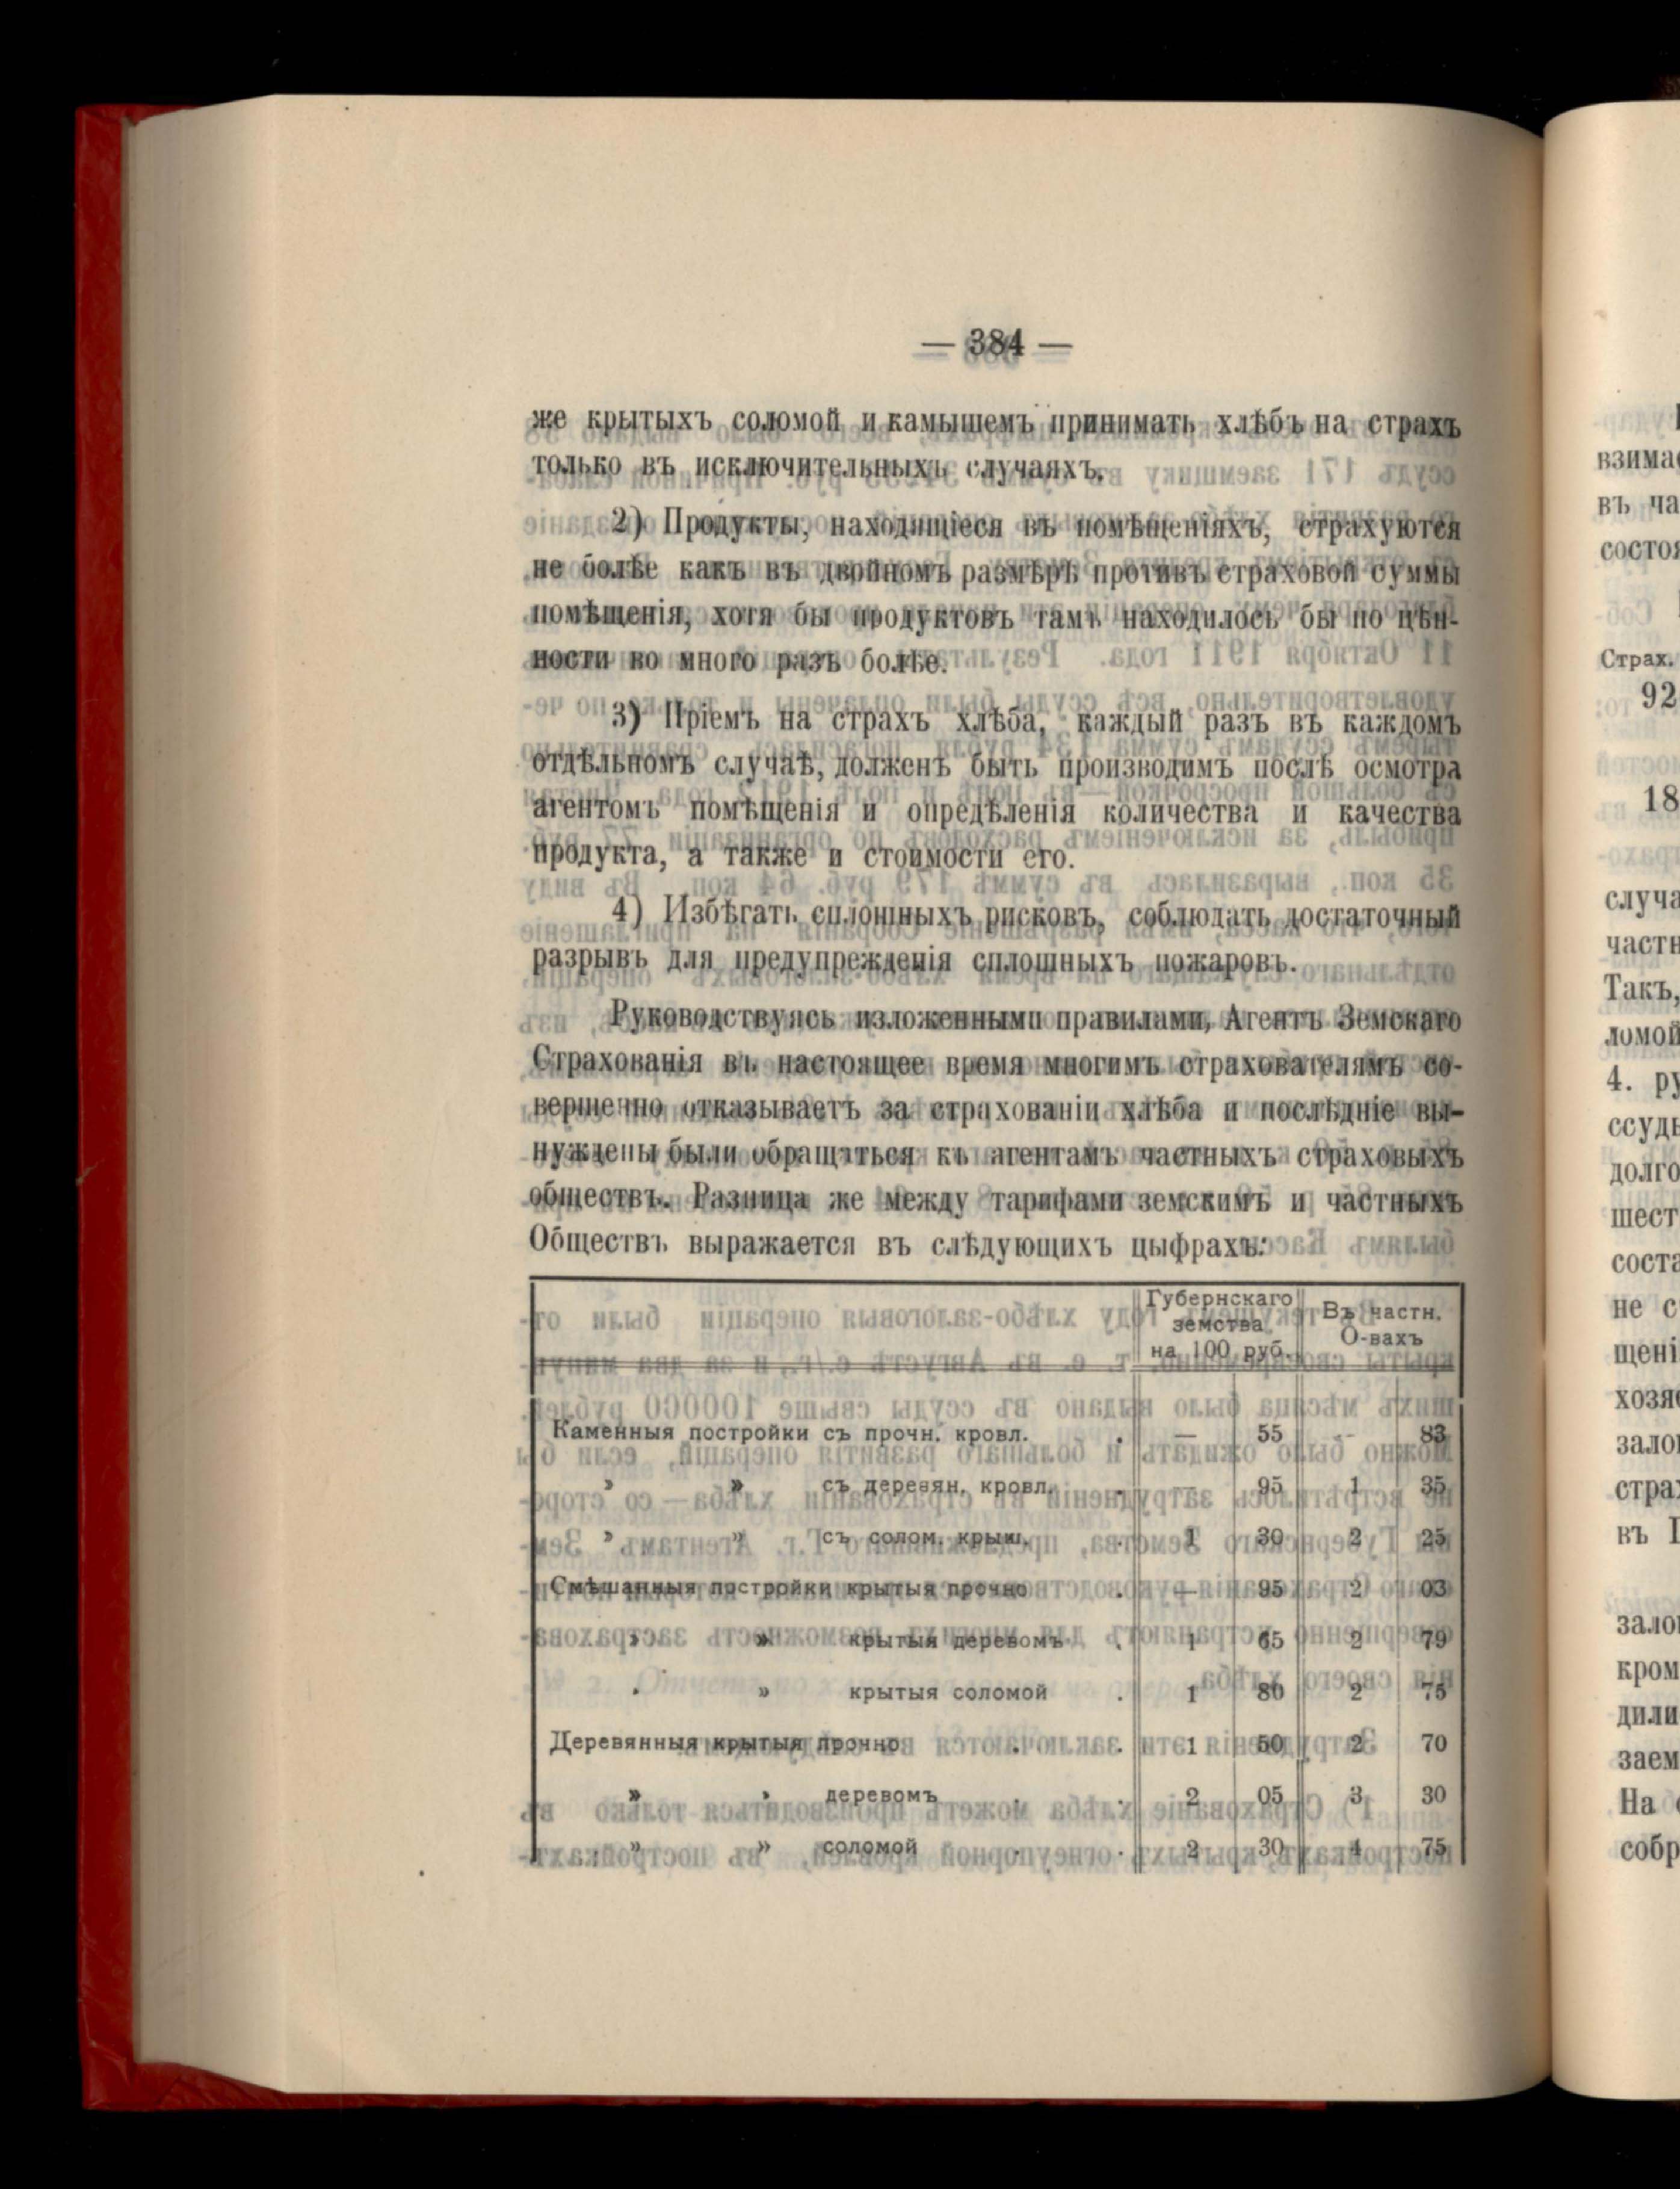 — 384 —
же крытыхъ соломой и камышемъ принимать хлѣбъ на страхъ
только въ исключительныхъ случаяхъ.
2) Продукты, находящіеся въ помѣщеніяхъ, страхуются
не болѣе какъ въ двойномъ размѣрѣ противъ страховой суммы
помѣщенія, хотя бы продуктовъ тамъ находилось бы по цѣн-
ности во много разъ болѣе.
3) Пріемъ на страхъ хлѣба, каждый разъ въ каждомъ
отдѣльномъ случаѣ, долженъ быть производимъ послѣ осмотра
агентомъ помѣщенія и опредѣленія количества и качества
продукта, а также и стоимости его.
4) Избѣгать сплошныхъ рисковъ, соблюдать достаточный
разрывъ для предупрежденія сплошныхъ пожаровъ.
Руководствуясь изложенными правилами, Агентъ Земскаго
Страхованія въ настоящее время многимъ страхователямъ со-
вершенно отказываетъ за страхованіи хлѣба и послѣдніе вы-
нуждены были обращаться къ агентамъ частныхъ страховыхъ
обществъ. Разница же между тарифами земскимъ и частныхъ
Обществъ выражается въ слѣдующихъ цыфрахъ:
Губернскаго земства на 100 руб. Въ частн. О-вахъ
Каменныя постройки съ прочн. кровл. . — 55 - 83
» » съ деревян. кровл. . — 95 1 35
» » съ солом. крыш. . 1 30 2 25
Смѣшанныя постройки крытыя прочно . — 95 2 03
» » крытыя деревомъ . 1 65 2 79
» » крытыя соломой . 1 80 2 75
Деревянныя крытыя прочно . . 1 50 2 70
» » деревомъ . . 2 05 3 30
» » соломой . . 2 30 4 75
взима
въ ча
состоя
Страх.
92
18
случа
частн
Такъ,
ломой
4. ру
ссуды
долго
шест
соста
не с
щені
хозя
зало
страх
въ
зало
кром
дили
заем
На
собр